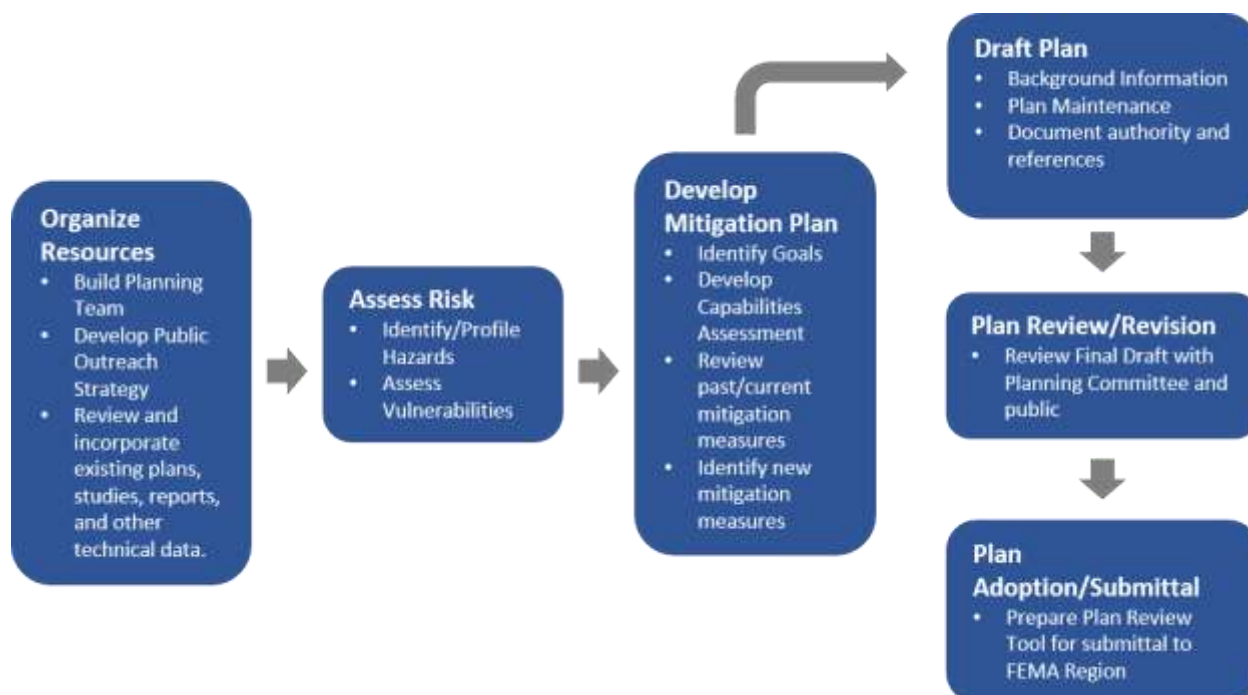 Organize
Resources
• Build Planning
Team
• Develop Public
Outreach
Strategy
• Review and
incorporate
existing plans,
studies, reports,
and other
technical data.
Assess Risk
• Identify/Profile
Hazards
• Assess
Vulnerabilities
Develop
Mitigation Plan
• Identify Goals
• Develop
Capabilities
Assessment
• Review
past/current
mitigation
measures
• Identify new
mitigation
measures
Draft Plan
• Background Information
• Plan Maintenance
• Document authority and
references
Plan Review/Revision
• Review Final Draft with
Planning Committee and
public
Plan
Adoption/Submittal
• Prepare Plan Review
Tool for submittal to
FEMA Region